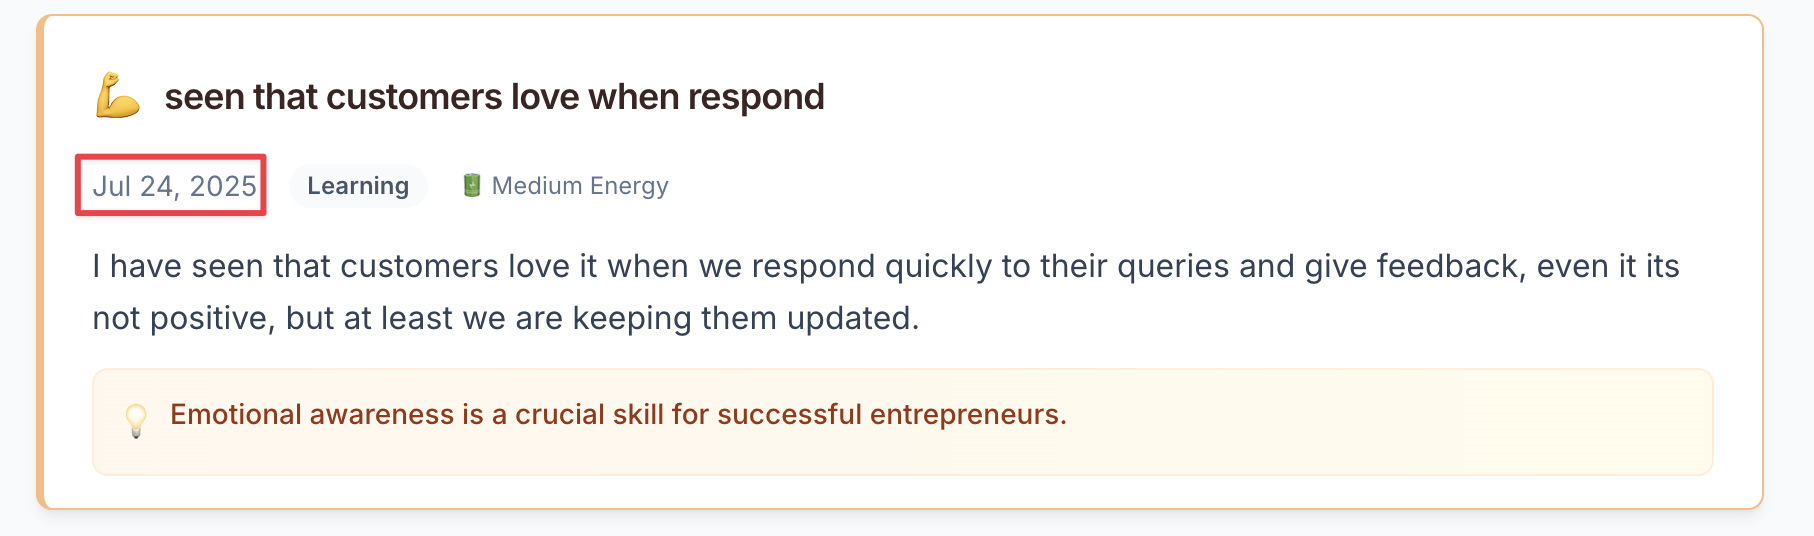 seen that customers love when respond
Jul 24, 2025 Learning Medium Energy
I have seen that customers love it when we respond quickly to their queries and give feedback, even it its
not positive, but at least we are keeping them updated.
Emotional awareness is a crucial skill for successful entrepreneurs.